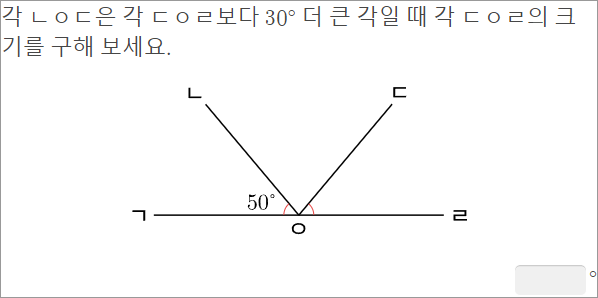 각 ㄴㅇㄷ은 각 ㄷㅇㄹ보다 30° 더 큰 각일 때 각 ㄷㅇㄹ의 크
기를 구해 보세요.
ㄴ ㄷ
50°
ㄱ ㄹ
ㅇ
°